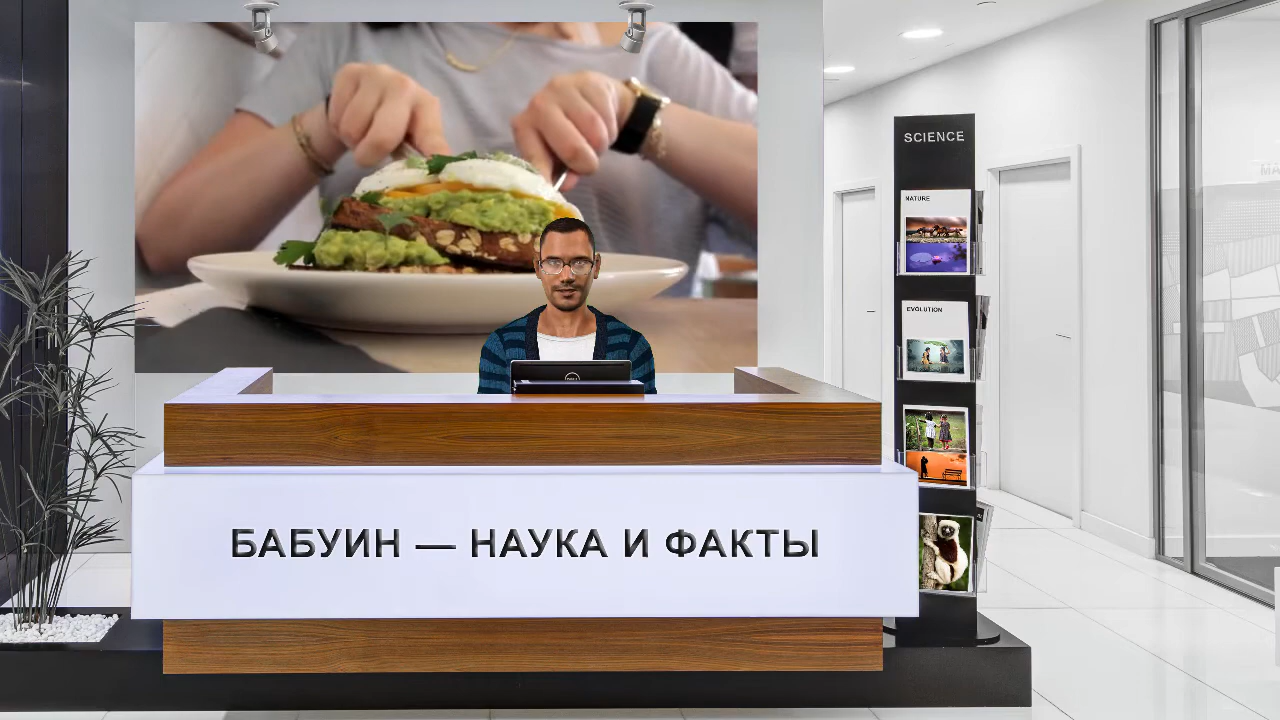 SCIENCE
NATURE
EVOLUTION
БАБУИН — НАУКА И ФАКТЫ